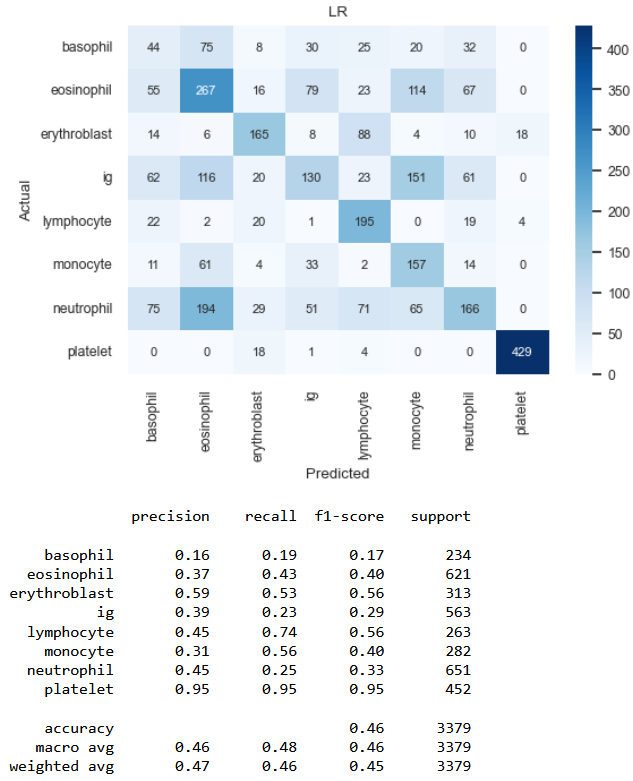 LR
basophil 44 75 8 30 25 20 32 0
eosinophil 55 267 16 79 23 114 67 0
erythroblast 14 6 165 8 88 4 10 18
ig 62 116 20 130 23 151 61 0
lymphocyte 22 2 20 1 195 0 19 4
monocyte 11 61 4 33 2 157 14 0
neutrophil 75 194 29 51 71 65 166 0
platelet 0 0 18 1 4 0 0 429
Actual
basophil eosinophil erythroblast ig lymphocyte monocyte neutrophil platelet
Predicted
400
350
300
250
200
150
100
50
0
precision recall f1-score support
basophil 0.16 0.19 0.17 234
eosinophil 0.37 0.43 0.40 621
erythroblast 0.59 0.53 0.56 313
ig 0.39 0.23 0.29 563
lymphocyte 0.45 0.74 0.56 263
monocyte 0.31 0.56 0.40 282
neutrophil 0.45 0.25 0.33 651
platelet 0.95 0.95 0.95 452
accuracy 0.46 3379
macro avg 0.46 0.48 0.46 3379
weighted avg 0.47 0.46 0.45 3379